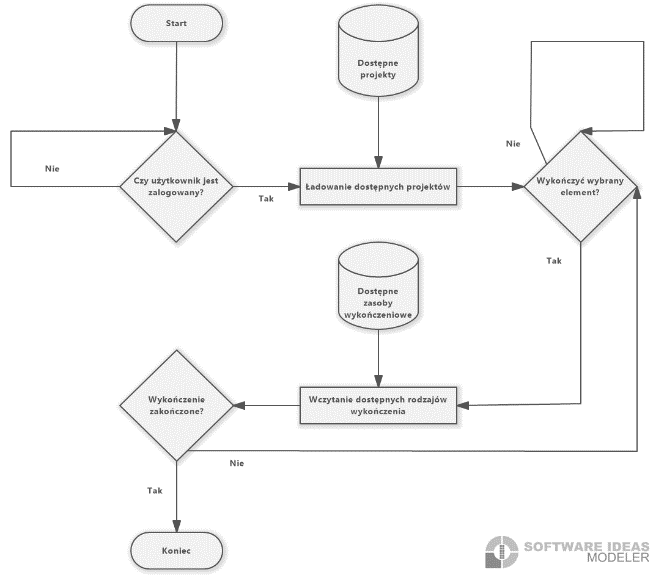 Start
Dostępne
projekty
Nie
Czy użytkownik jest
zalogowany?
Tak
Ładowanie dostępnych projektów
Nie
Wykończyć wybrany
element?
Tak
Dostępne
zasoby
wykończeniowe
Wykończenie
zakończone?
Wczytanie dostępnych rodzajów
wykończenia
Nie
Tak
Koniec
SOFTWARE IDEAS
MODELER